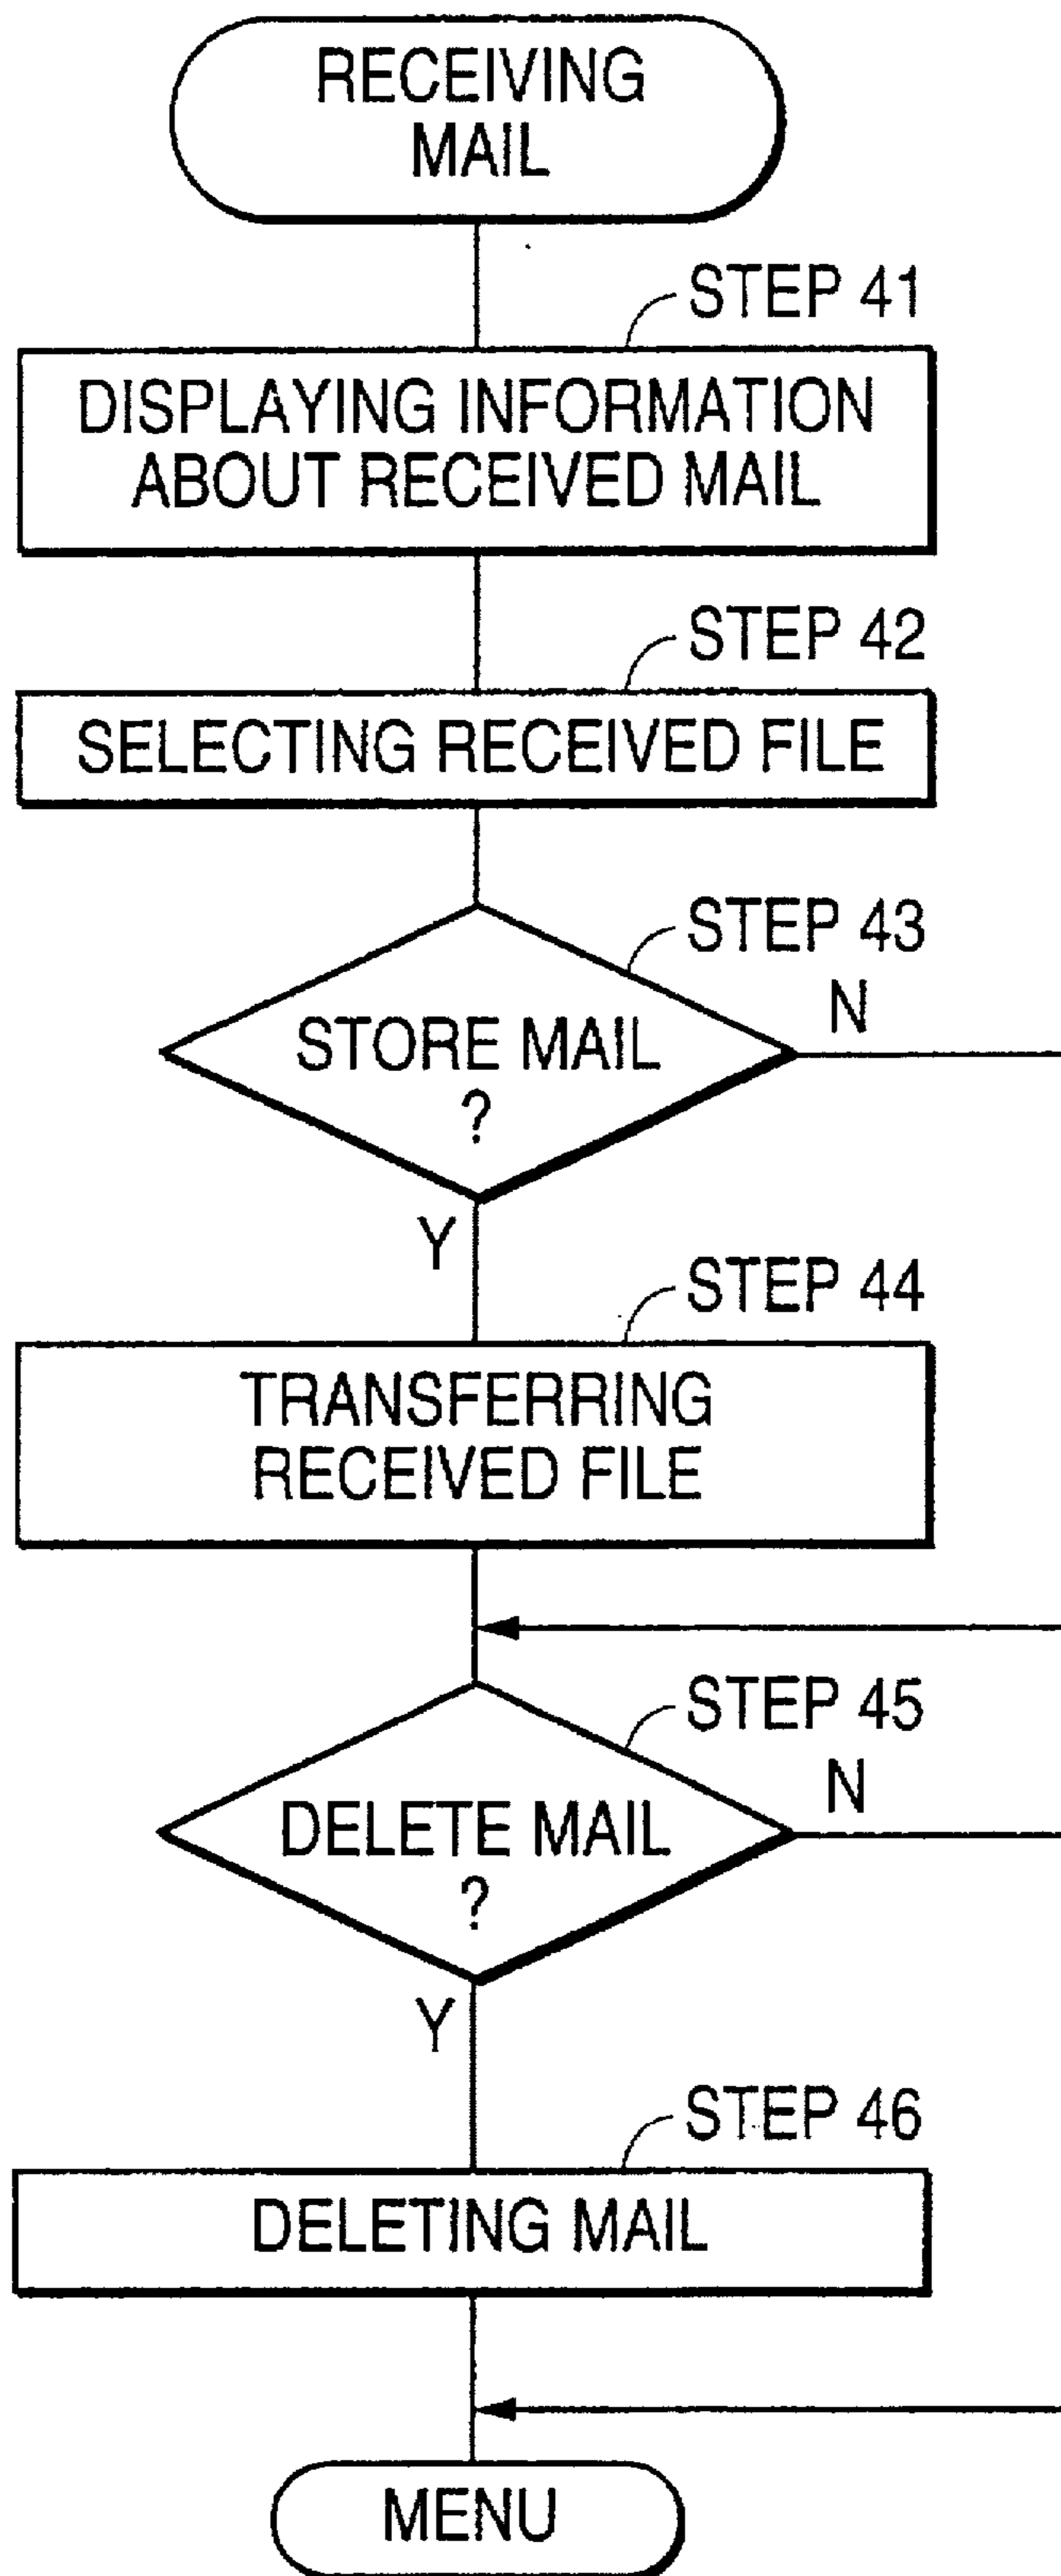 RECEIVING
MAIL
STEP 41
DISPLAYING INFORMATION
ABOUT RECEIVED MAIL
STEP 42
SELECTING RECEIVED FILE
STEP 43
N
STORE MAIL
?
Y
STEP 44
TRANSFERRING
RECEIVED FILE
STEP 45
N
DELETE MAIL
?
Y
STEP 46
DELETING MAIL
MENU